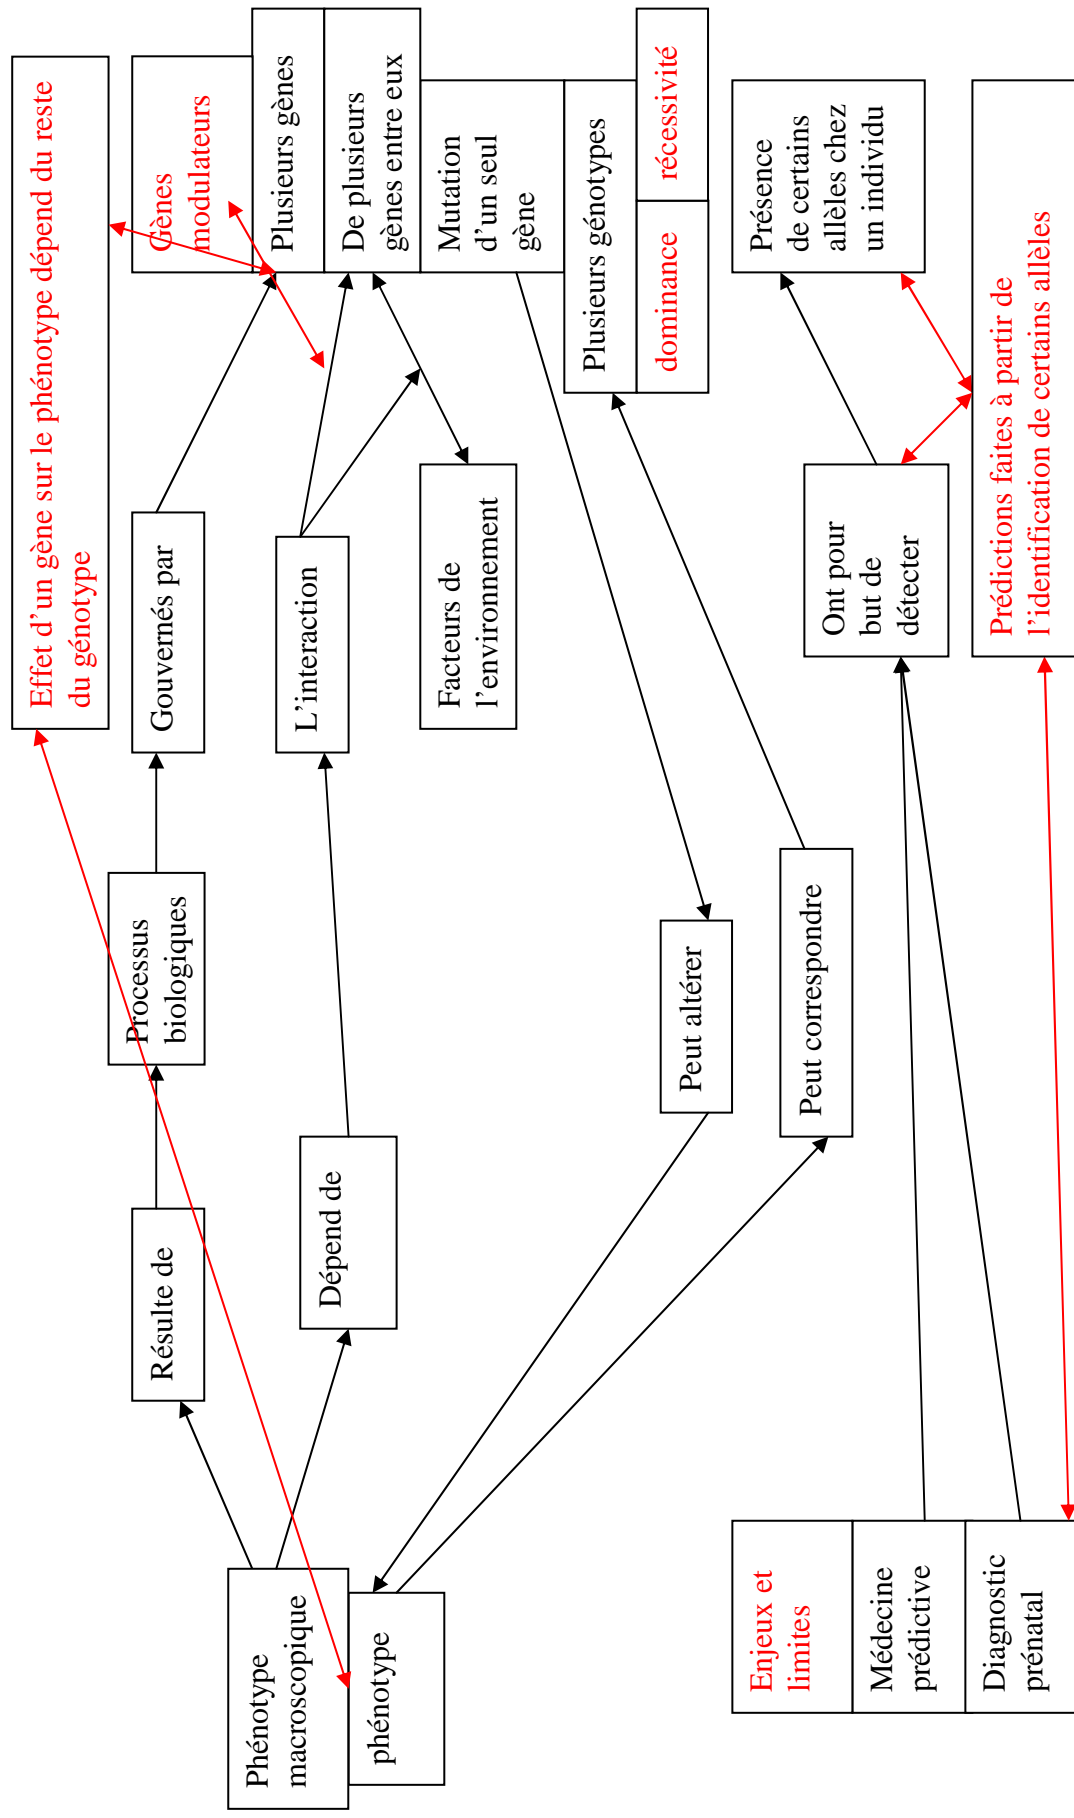 Effet d'un gène sur le phénotype dépend du reste
du génotype
Résulte de
Processus
biologiques
Gouvernés par
Gènes
modulateurs
Plusieurs gènes
Phénotype
macroscopique
phénotype
Dépend de
L'interaction
De plusieurs
gènes entre eux
Facteurs de
l'environnement
Mutation
d'un seul
gène
Peut altérer
Plusieurs génotypes
dominance
récessivité
Peut correspondre
Enjeux et
limites
Médecine
prédictive
Diagnostic
prénatal
Ont pour
but de
détecter
Présence
de certains
allèles chez
un individu
Prédictions faites à partir de
l'identification de certains allèles